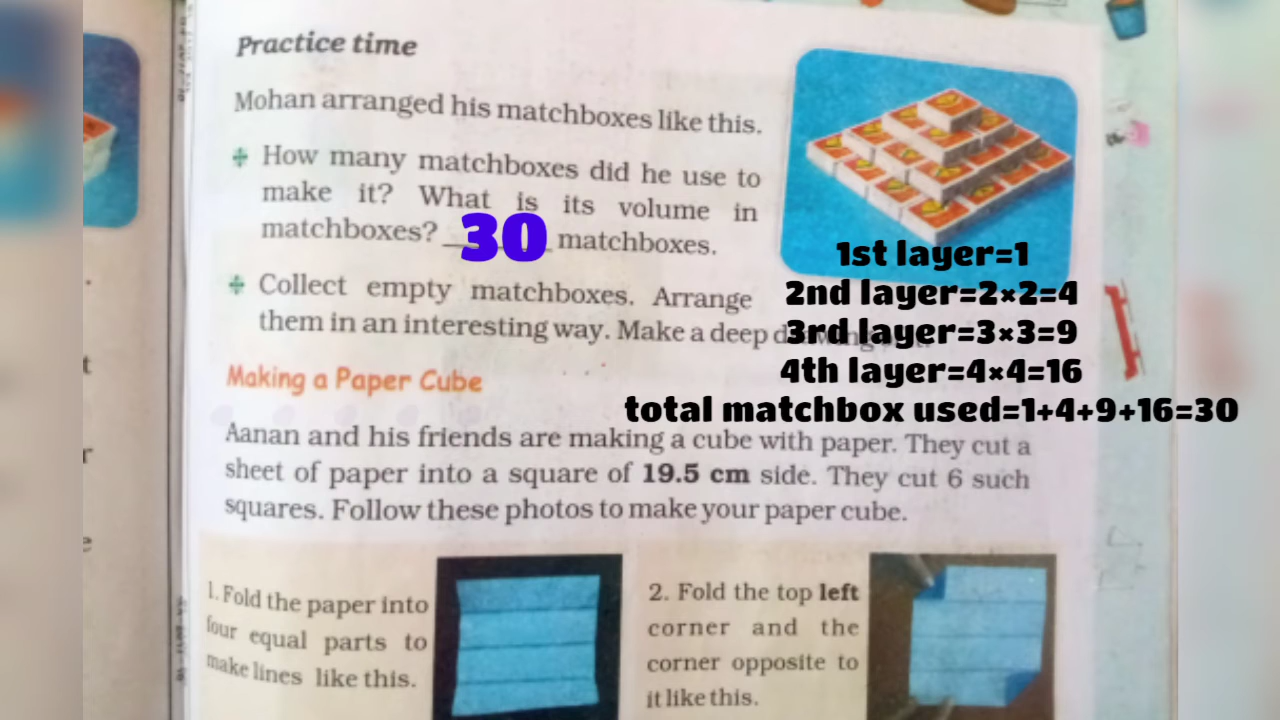 Practice time
Mohan arranged his matchboxes like this.
How many matchboxes did he use to
make it? What is its volume in
matchboxes? 30 matchboxes.
1st layer=1
2nd layer=2×2=4
3rd layer=3×3=9
4th layer=4×4=16
total matchbox used=1+4+9+16=30
Collect empty matchboxes. Arrange
them in an interesting way. Make a deep
Making a Paper Cube
Aanan and his friends are making a cube with paper. They cut a
sheet of paper into a square of 19.5 cm side. They cut 6 such
squares. Follow these photos to make your paper cube.
1. Fold the paper into
four equal parts to
make lines like this.
2. Fold the top left
corner and the
corner opposite to
it like this.